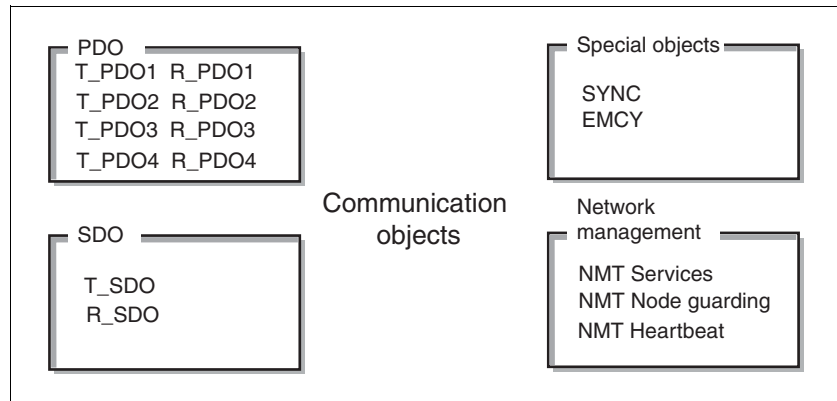 PDO
T_PDO1 R_PDO1
T_PDO2 R_PDO2
T_PDO3 R_PDO3
T_PDO4 R_PDO4
Special objects
SYNC
EMCY
Communication
objects
SDO
T_SDO
R_SDO
Network
management
NMT Services
NMT Node guarding
NMT Heartbeat